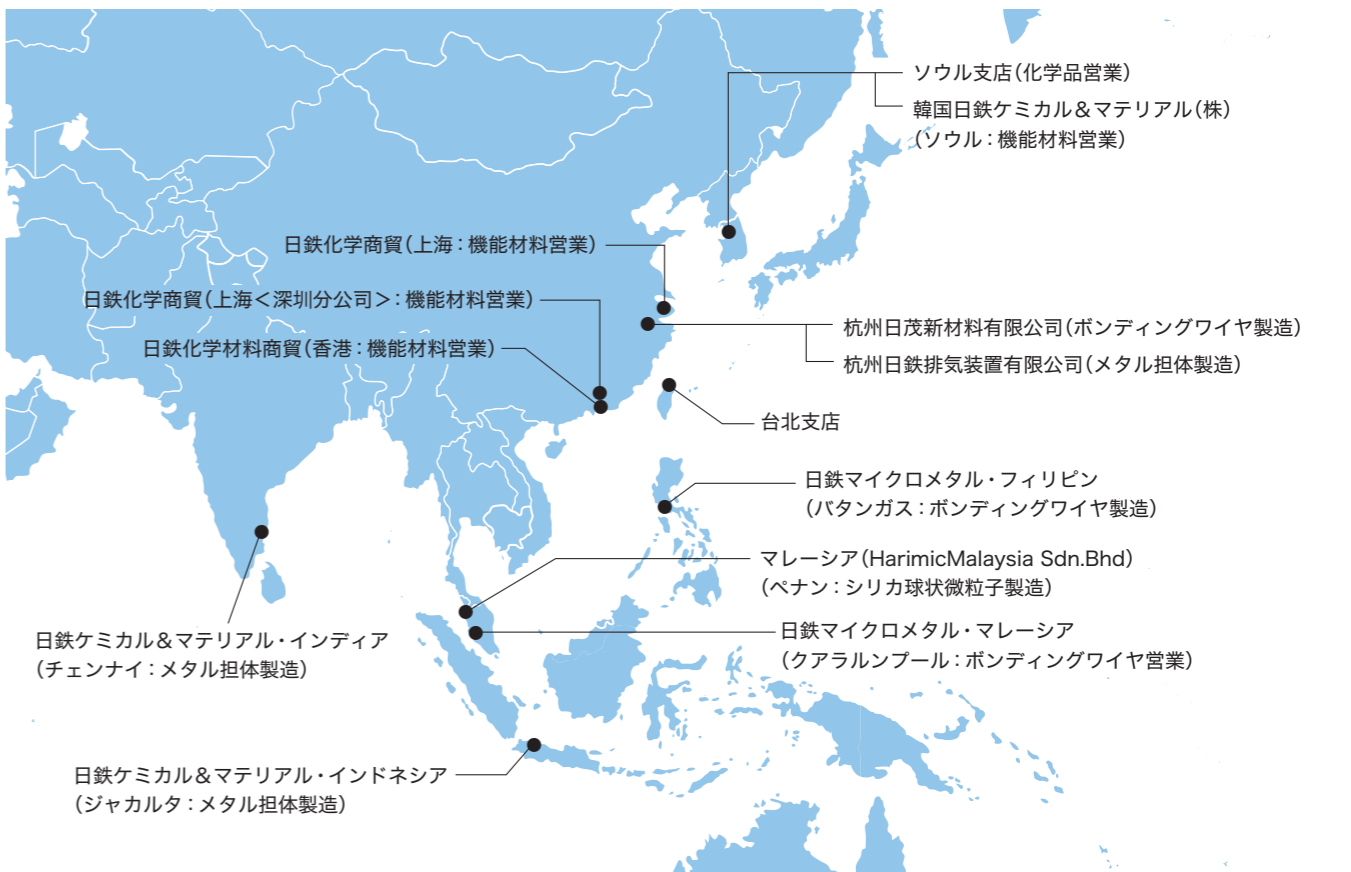 ソウル支店（化学品営業）
韓国日鉄ケミカル＆マテリアル（株）
（ソウル：機能材料営業）
日鉄化学商貿（上海：機能材料営業）
日鉄化学商貿（上海＜深圳分公司＞：機能材料営業）
日鉄化学材料商貿（香港：機能材料営業）
杭州日茂新材料有限公司（ボンディングワイヤ製造）
杭州日鉄排気装置有限公司（メタル担体製造）
台北支店
日鉄マイクロメタル・フィリピン
（バタンガス：ボンディングワイヤ製造）
マレーシア（HarimicMalaysia Sdn.Bhd）
（ペナン：シリカ球状微粒子製造）
日鉄マイクロメタル・マレーシア
（クアラルンプール：ボンディングワイヤ営業）
日鉄ケミカル＆マテリアル・インディア
（チェンナイ：メタル担体製造）
日鉄ケミカル＆マテリアル・インドネシア
（ジャカルタ：メタル担体製造）